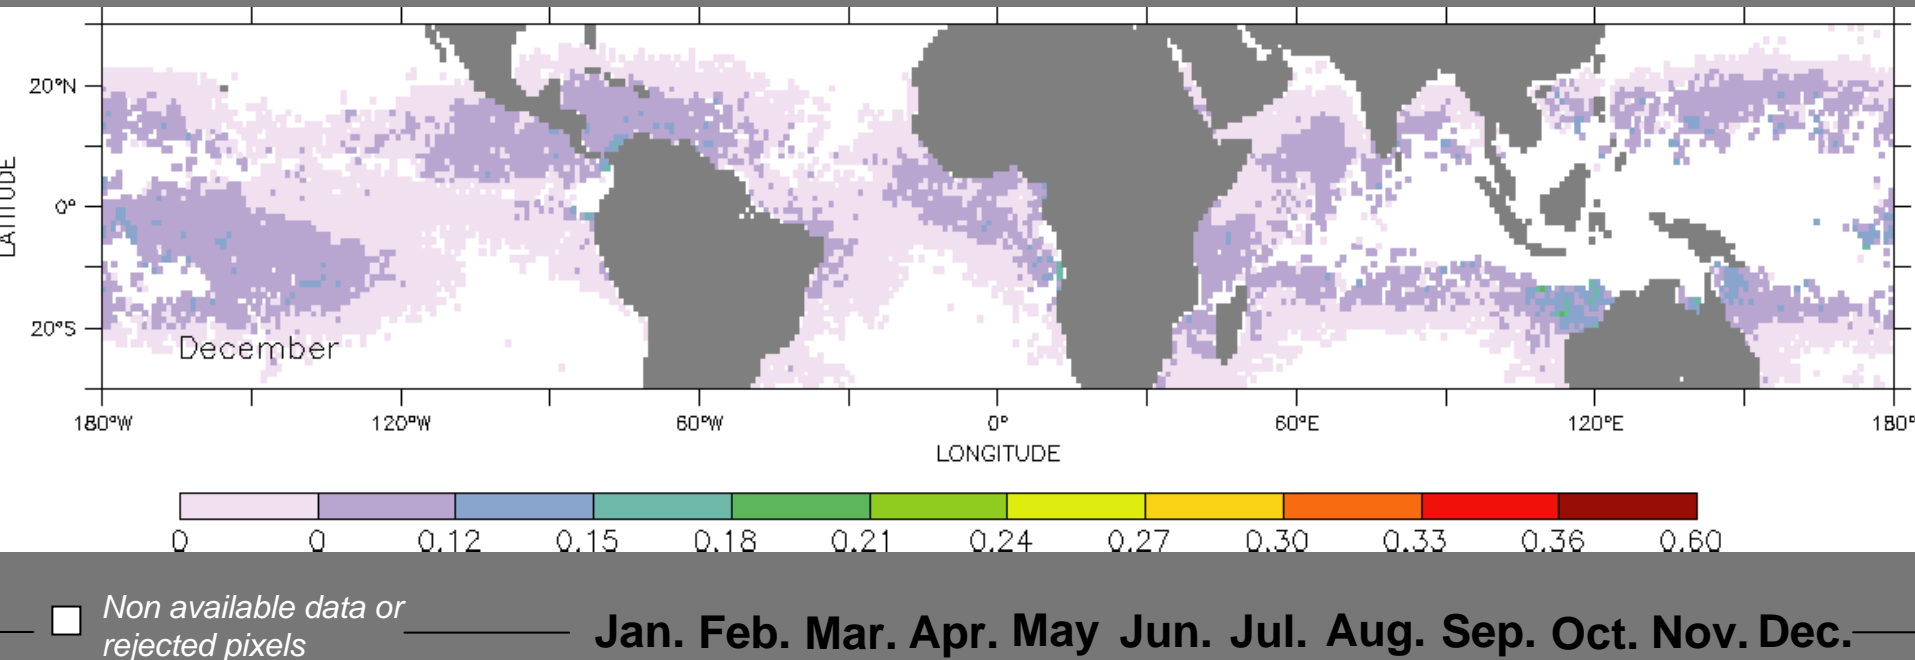 20°N
0°
20°S
LATITUDE
December
180°W 120°W 60°W 0° 60°E 120°E 180°
LONGITUDE
0 0 0.12 0.15 0.18 0.21 0.24 0.27 0.30 0.33 0.36 0.60
Non available data or
rejected pixels
Jan. Feb. Mar. Apr. May Jun. Jul. Aug. Sep. Oct. Nov. Dec.